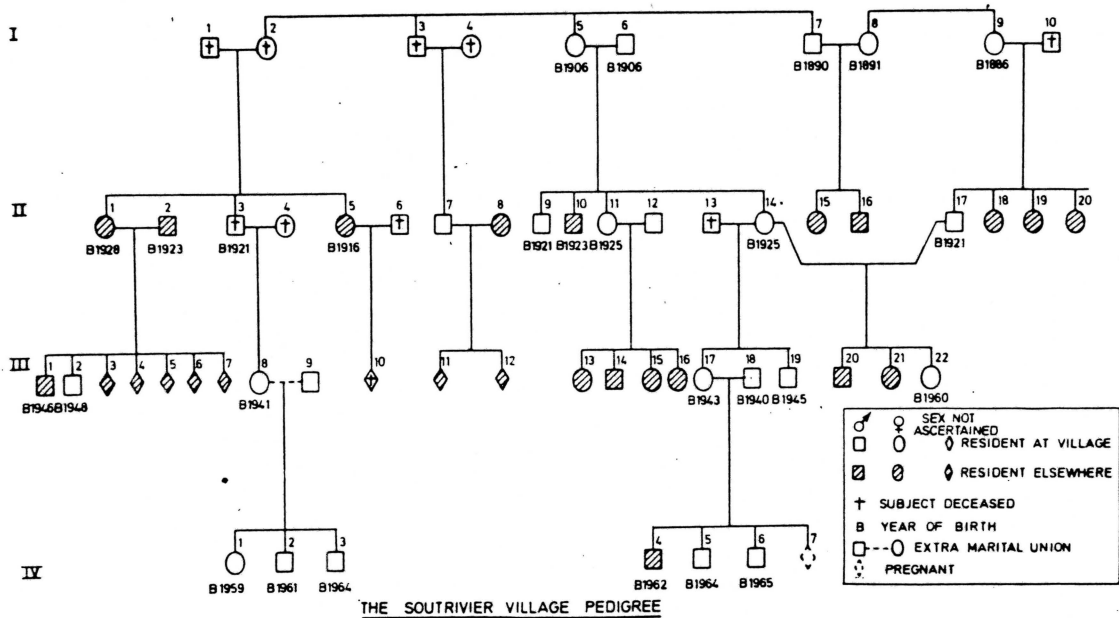 I
1 2 3 4 5 6 7 8 9 10
B1906 B1906 B1890 B1891 B1886
II
1 2 3 4 5 6 7 8 9 10 11 12 13 14 15 16 17 18 19 20
B1928 B1923 B1921 B1916 B1921 B1923 B1925 B1925 B1921
III
1 2 3 4 5 6 7 8 9 10 11 12 13 14 15 16 17 18 19 20 21 22
B1946 B1948 B1941 B1943 B1940 B1945 B1960
♂ ♀ SEX NOT
ASCERTAINED
RESIDENT AT VILLAGE
RESIDENT ELSEWHERE
† SUBJECT DECEASED
B YEAR OF BIRTH
EXTRA MARITAL UNION
PREGNANT
IV
1 2 3 4 5 6 7
B1959 B1961 B1964 B1962 B1964 B1965
THE SOUTRIVIER VILLAGE PEDIGREE